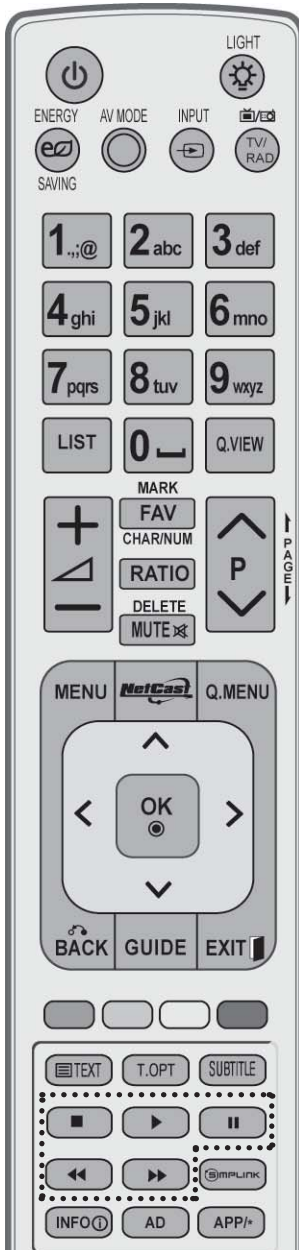 LIGHT
ENERGY AV MODE INPUT
TV/
RAD
SAVING
1.,;@ 2abc 3def
4ghi 5jkl 6mno
7pqrs 8tuv 9wxyz
LIST 0 Q.VIEW
MARK
FAV
CHAR/NUM
RATIO P PAGE
DELETE
MUTE
MENU NetCast Q.MENU
OK
BACK GUIDE EXIT
TEXT T.OPT SUBTITLE
SIMPLINK
INFO i AD APP/*